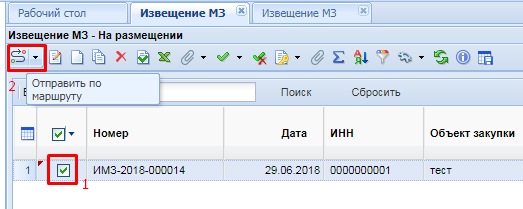 Рабочий стол Извещение МЗ Извещение МЗ
Извещение МЗ - На размещении
2
Отправить по
маршруту
Поиск Сбросить
Номер Дата ИНН Объект закупки
1 ИМЗ-2018-000014 29.06.2018 0000000001 тест
1